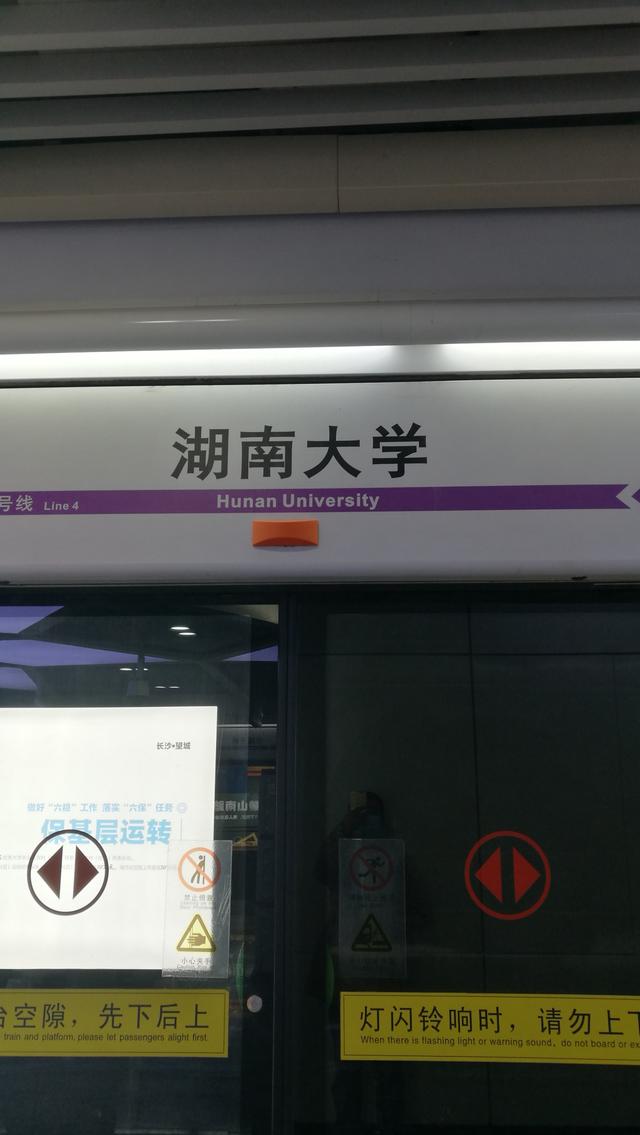 湖南大学
号线 Line 4
Hunan University
长沙·望城
做好“六稳”工作 落实“六保”任务
保基层运转
禁止倚靠
小心夹手
台空隙，先下后上
train and platform, please let passengers alight first.
灯闪铃响时，请勿上下
When there is flashing light or warning sound, do not board or ex